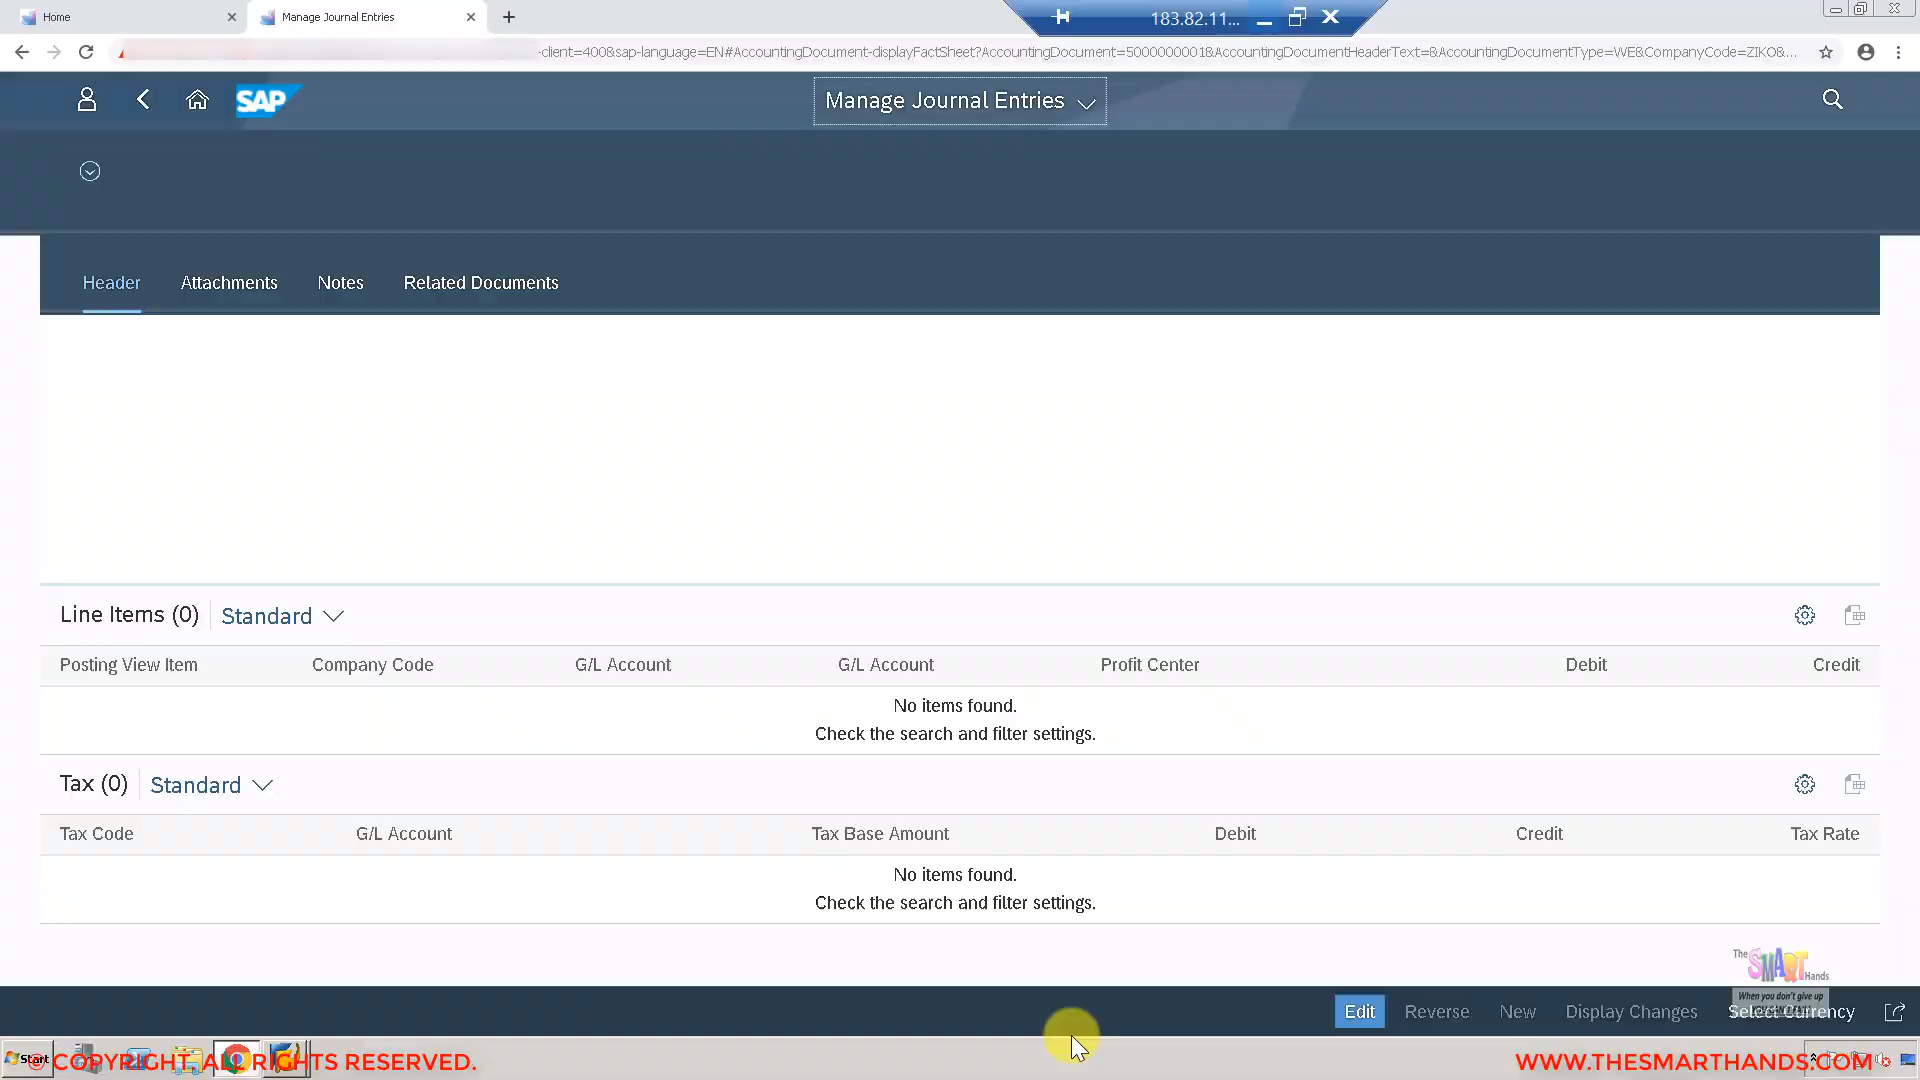 Home
Manage Journal Entries
183.82.11...
-client=400&sap-language=EN#AccountingDocument-displayFactSheet?AccountingDocument=5000000001&AccountingDocumentHeaderText=&AccountingDocumentType=WE&CompanyCode=ZIKO&...
SAP
Manage Journal Entries
Header
Attachments
Notes
Related Documents
Line Items (0)
Standard
Posting View Item
Company Code
G/L Account
G/L Account
Profit Center
Debit
Credit
No items found.
Check the search and filter settings.
Tax (0)
Standard
Tax Code
G/L Account
Tax Base Amount
Debit
Credit
Tax Rate
No items found.
Check the search and filter settings.
The SMART Hands
When you don't give up
Edit
Reverse
New
Display Changes
Select Currency
Start
© COPYRIGHT. ALL RIGHTS RESERVED.
WWW.THESMARTHANDS.COM